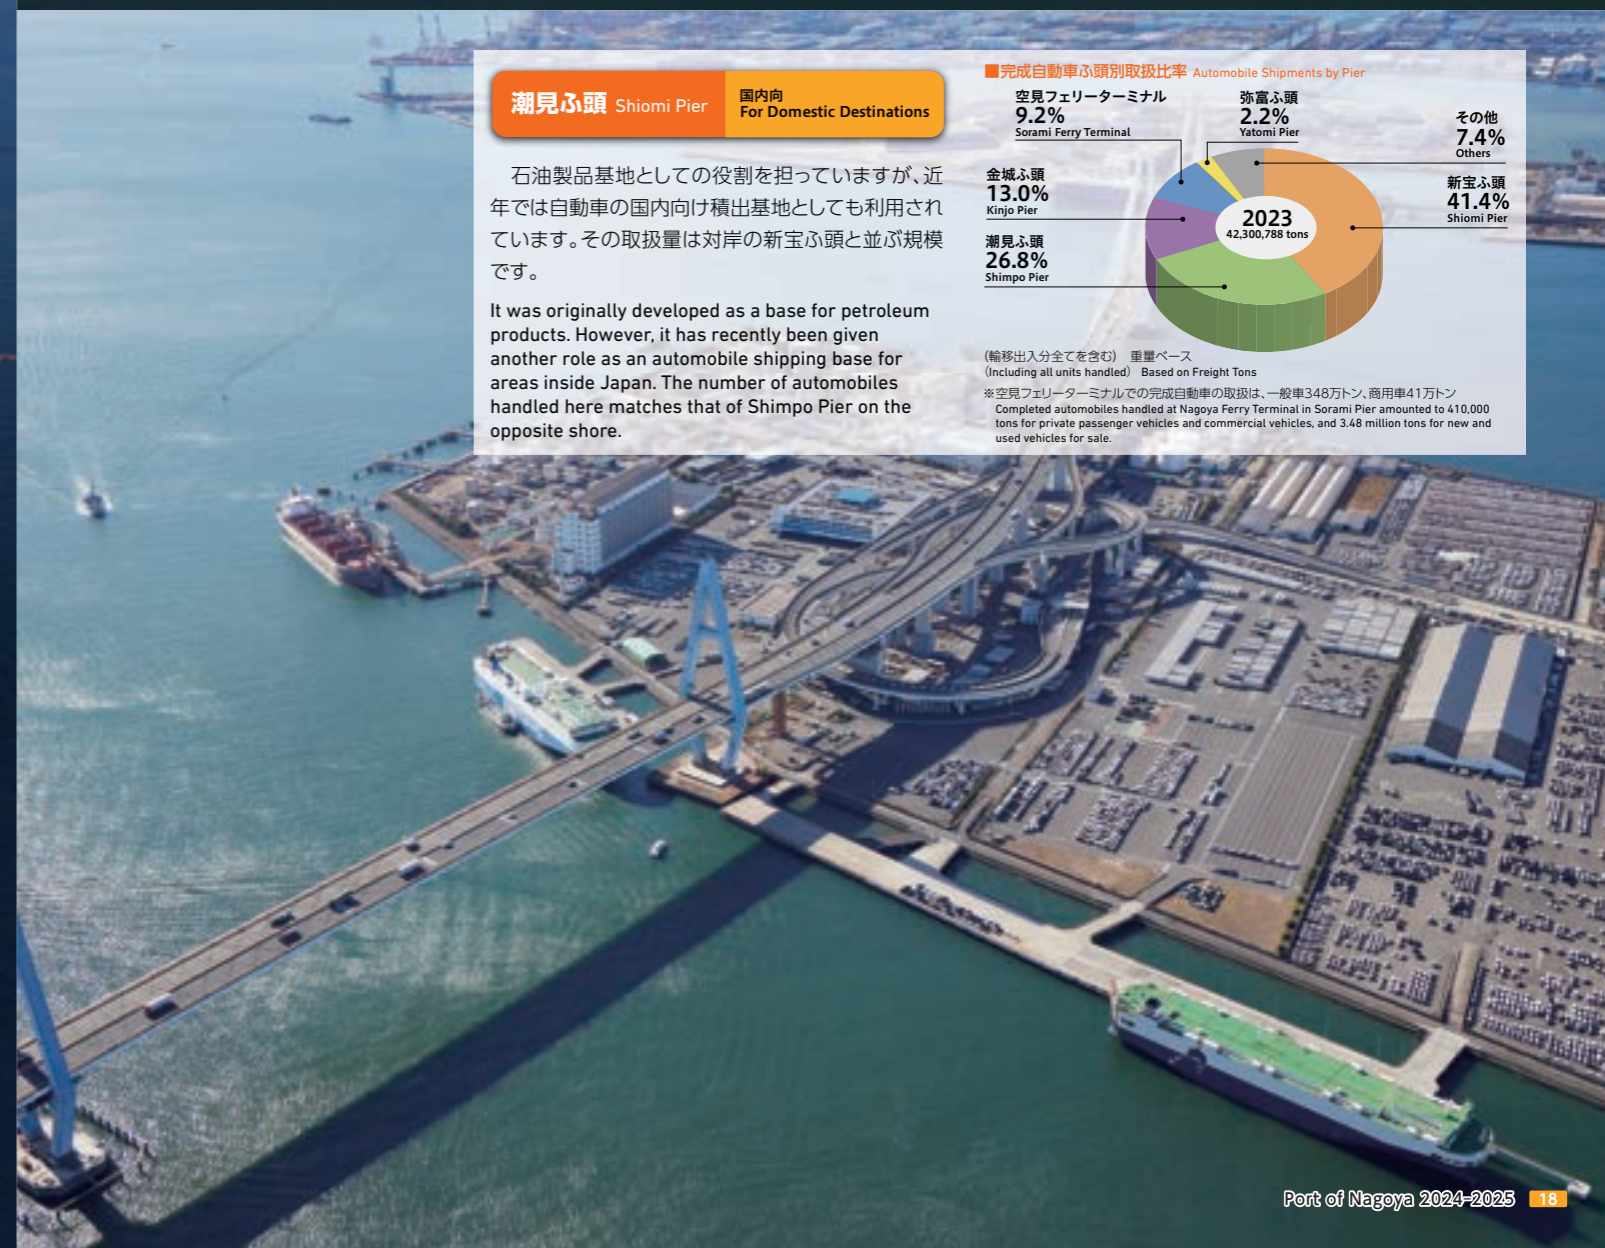 潮見ふ頭 Shiomi Pier
国内向
For Domestic Destinations
石油製品基地としての役割を担っていますが、近
年では自動車の国内向け積出基地としても利用され
ています。その取扱量は対岸の新宝ふ頭と並ぶ規模
です。
It was originally developed as a base for petroleum
products. However, it has recently been given
another role as an automobile shipping base for
areas inside Japan. The number of automobiles
handled here matches that of Shimpo Pier on the
opposite shore.
■完成自動車ふ頭別取扱比率 Automobile Shipments by Pier
空見フェリーターミナル
9.2%
Sorami Ferry Terminal
弥富ふ頭
2.2%
Yatomi Pier
その他
7.4%
Others
金城ふ頭
13.0%
Kinjo Pier
新宝ふ頭
41.4%
Shiomi Pier
潮見ふ頭
26.8%
Shimpo Pier
2023
42,300,788 tons
(輸移出入分全てを含む) 重量ベース
(Including all units handled) Based on Freight Tons
※空見フェリーターミナルでの完成自動車の取扱は、一般車348万トン、商用車41万トン
Completed automobiles handled at Nagoya Ferry Terminal in Sorami Pier amounted to 410,000
tons for private passenger vehicles and commercial vehicles, and 3.48 million tons for new and
used vehicles for sale.
Port of Nagoya 2024-2025 18